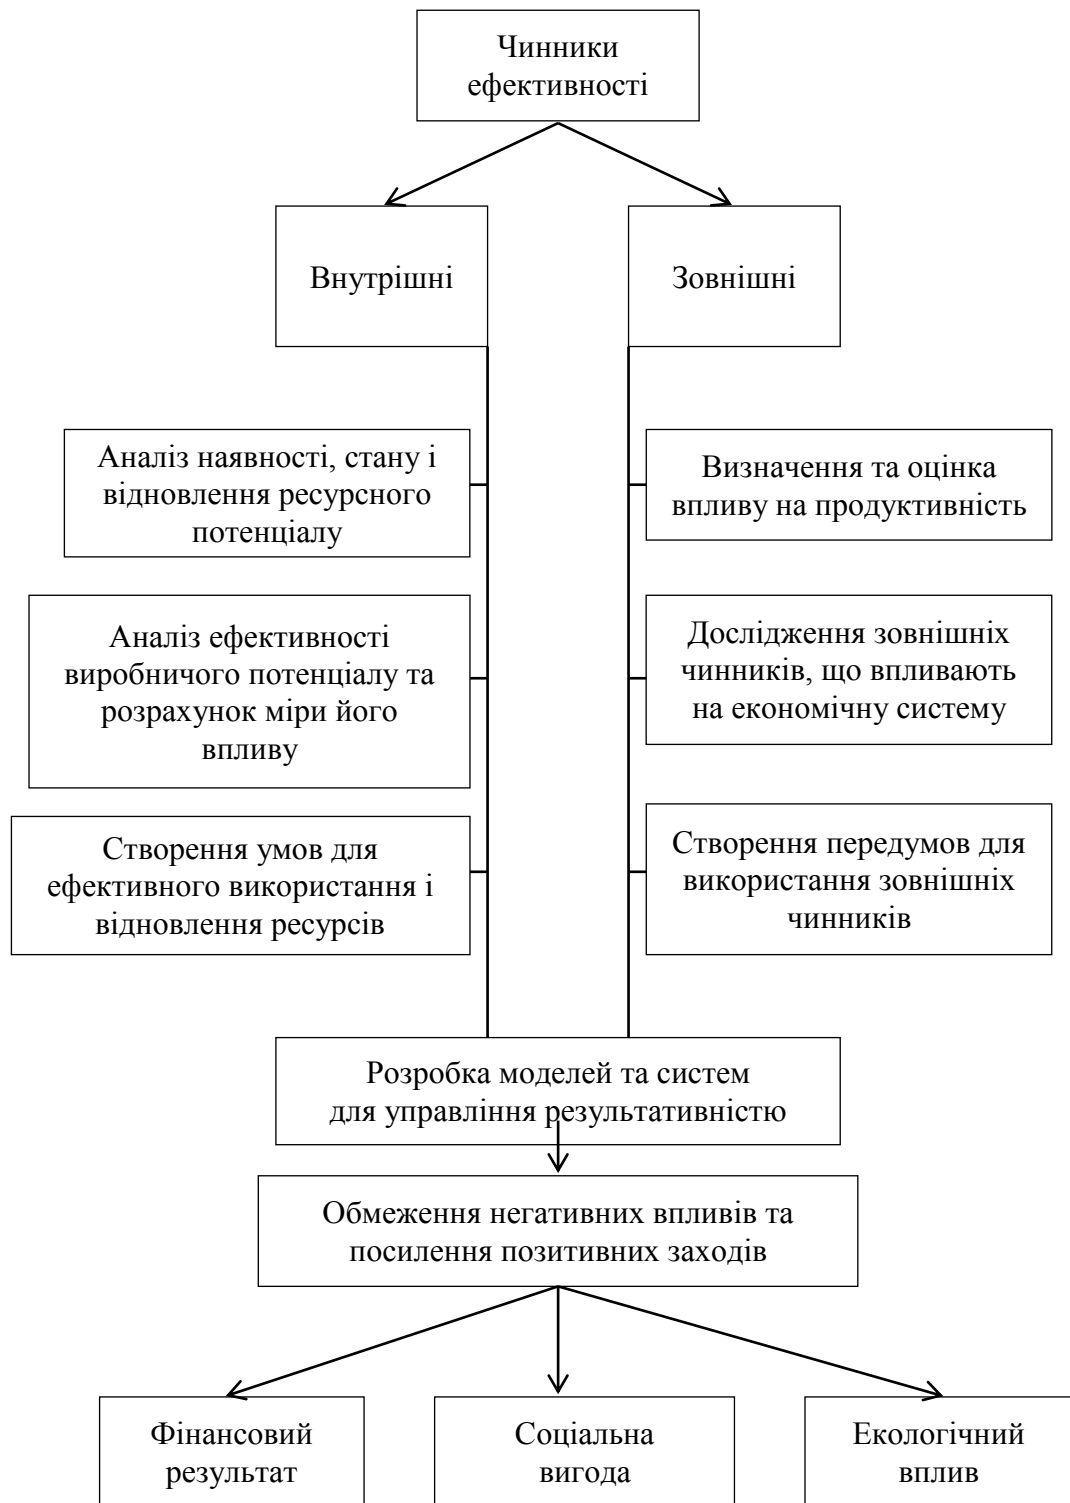 Чинники
ефективності
Внутрішні
Зовнішні
Аналіз наявності, стану і
відновлення ресурсного
потенціалу
Визначення та оцінка
впливу на продуктивність
Аналіз ефективності
виробничого потенціалу та
розрахунок міри його
впливу
Дослідження зовнішніх
чинників, що впливають
на економічну систему
Створення умов для
ефективного використання і
відновлення ресурсів
Створення передумов для
використання зовнішніх
чинників
Розробка моделей та систем
для управління результативністю
Обмеження негативних впливів та
посилення позитивних заходів
Фінансовий
результат
Соціальна
вигода
Екологічний
вплив